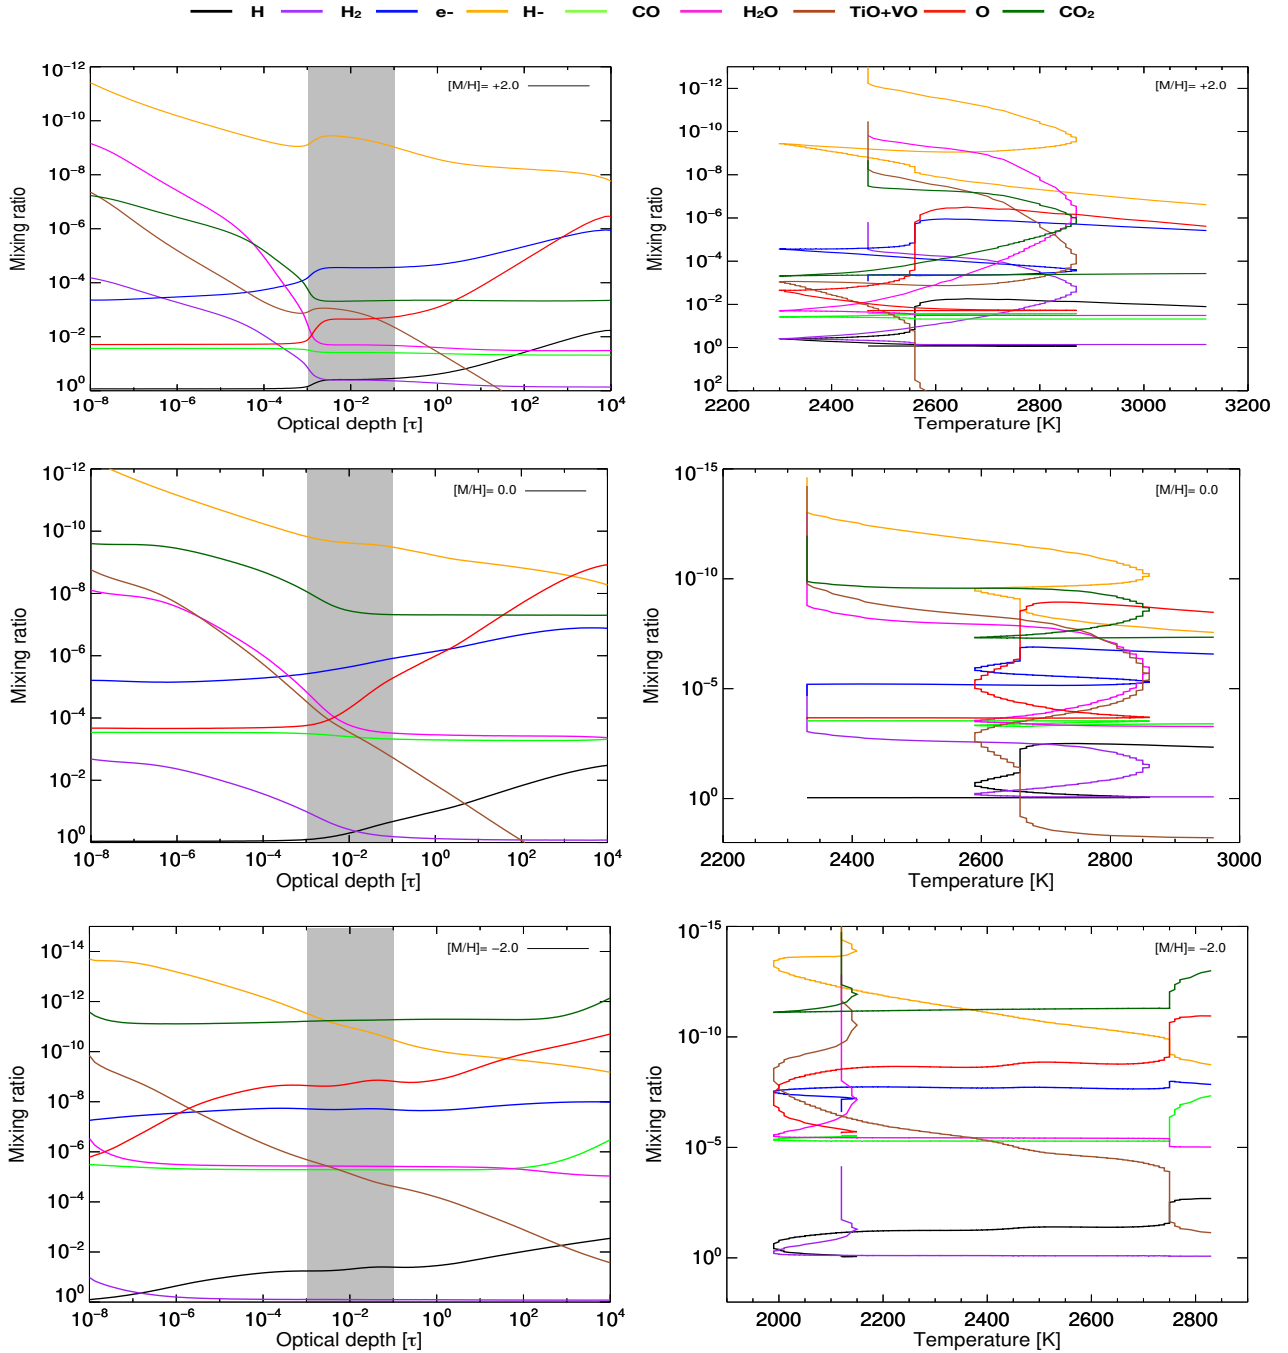 H H₂ e- H- CO H₂O TiO+VO O CO₂
[M/H]= +2.0
Mixing ratio
10⁻¹²
10⁻¹⁰
10⁻⁸
10⁻⁶
10⁻⁴
10⁻²
10⁰
10⁻⁸ 10⁻⁶ 10⁻⁴ 10⁻² 10⁰ 10² 10⁴
Optical depth [τ]
[M/H]= +2.0
Mixing ratio
10⁻¹²
10⁻¹⁰
10⁻⁸
10⁻⁶
10⁻⁴
10⁻²
10⁰
10²
2200 2400 2600 2800 3000 3200
Temperature [K]
[M/H]= 0.0
Mixing ratio
10⁻¹²
10⁻¹⁰
10⁻⁸
10⁻⁶
10⁻⁴
10⁻²
10⁰
10⁻⁸ 10⁻⁶ 10⁻⁴ 10⁻² 10⁰ 10² 10⁴
Optical depth [τ]
[M/H]= 0.0
Mixing ratio
10⁻¹⁵
10⁻¹⁰
10⁻⁵
10⁰
2200 2400 2600 2800 3000
Temperature [K]
[M/H]= −2.0
Mixing ratio
10⁻¹⁴
10⁻¹²
10⁻¹⁰
10⁻⁸
10⁻⁶
10⁻⁴
10⁻²
10⁰
10⁻⁸ 10⁻⁶ 10⁻⁴ 10⁻² 10⁰ 10² 10⁴
Optical depth [τ]
[M/H]= −2.0
Mixing ratio
10⁻¹⁵
10⁻¹⁰
10⁻⁵
10⁰
2000 2200 2400 2600 2800
Temperature [K]